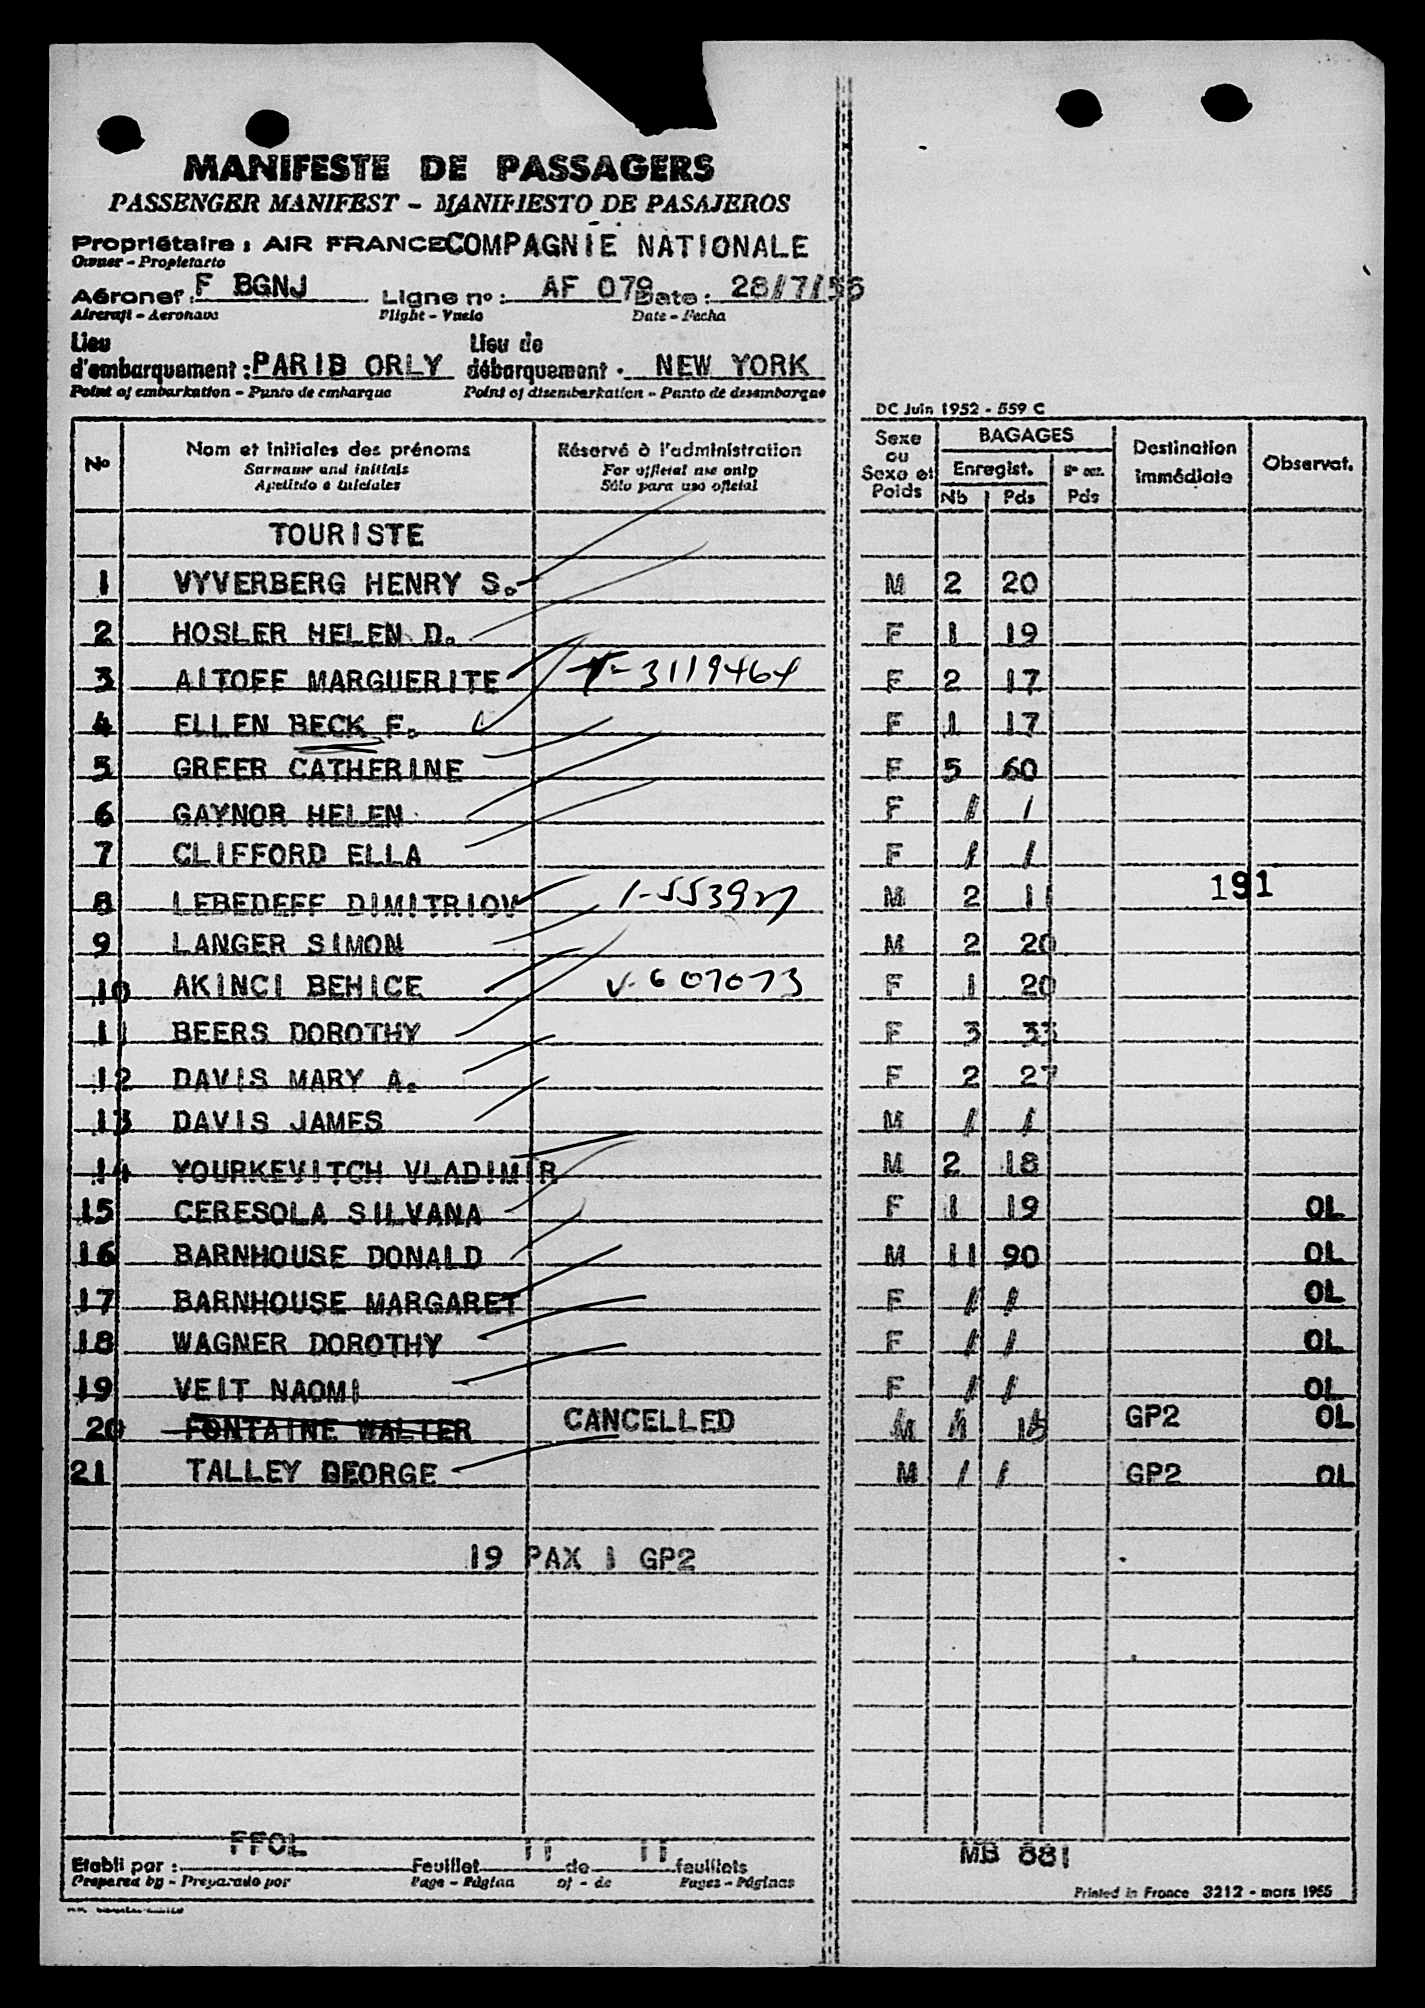 MANIFESTE DE PASSAGERS
PASSENGER MANIFEST - MANIFIESTO DE PASAJEROS
Propriétaire : AIR FRANCE COMPAGNIE NATIONALE
Owner - Propietario
Aéronef : F BGNJ Ligne no : AF 079 Date : 28/7/56
Aircraft - Aeronave Flight - Vuelo Date - Fecha
Lieu Lieu de
d'embarquement : PARIB ORLY débarquement · NEW YORK
Point of embarkation - Punto de embarque Point of disembarkation - Punto de desembarque
DC Juin 1952 - 559 C
No Nom et initiales des prénoms Réservé à l'administration Sexe ou Sexe et Poids BAGAGES Destination immédiate Observat.
Surname and initials For official use only Enregist.
Apellido e iniciales Sólo para uso oficial Nb Pds Pds
TOURISTE
1 VYVERBERG HENRY S. M 2 20
2 HOSLER HELEN D. F 1 19
3 AITOFF MARGUERITE V-3119464 F 2 17
4 ELLEN BECK F. F 1 17
5 GREER CATHERINE F 5 60
6 GAYNOR HELEN F / /
7 CLIFFORD ELLA F / /
8 LEBEDEFF DIMITRIOV 1-553927 M 2 11 191
9 LANGER SIMON M 2 20
10 AKINCI BEHICE V-607073 F 1 20
11 BEERS DOROTHY F 3 33
12 DAVIS MARY A. F 2 27
13 DAVIS JAMES M / /
14 YOURKEVITCH VLADIMIR M 2 18
15 CERESOLA SILVANA F 1 19 OL
16 BARNHOUSE DONALD M 11 90 OL
17 BARNHOUSE MARGARET F / / OL
18 WAGNER DOROTHY F / / OL
19 VEIT NAOMI F / / OL
20 FONTAINE WALTER CANCELLED M GP2 OL
21 TALLEY GEORGE M / / GP2 OL
19 PAX 1 GP2
FFOL 11 11 MB 881
Etabli par : Feuillet de feuillets
Prepared by - Preparado por Page - Página of - de Pages - Páginas
Printed in France 3212 - mars 1955